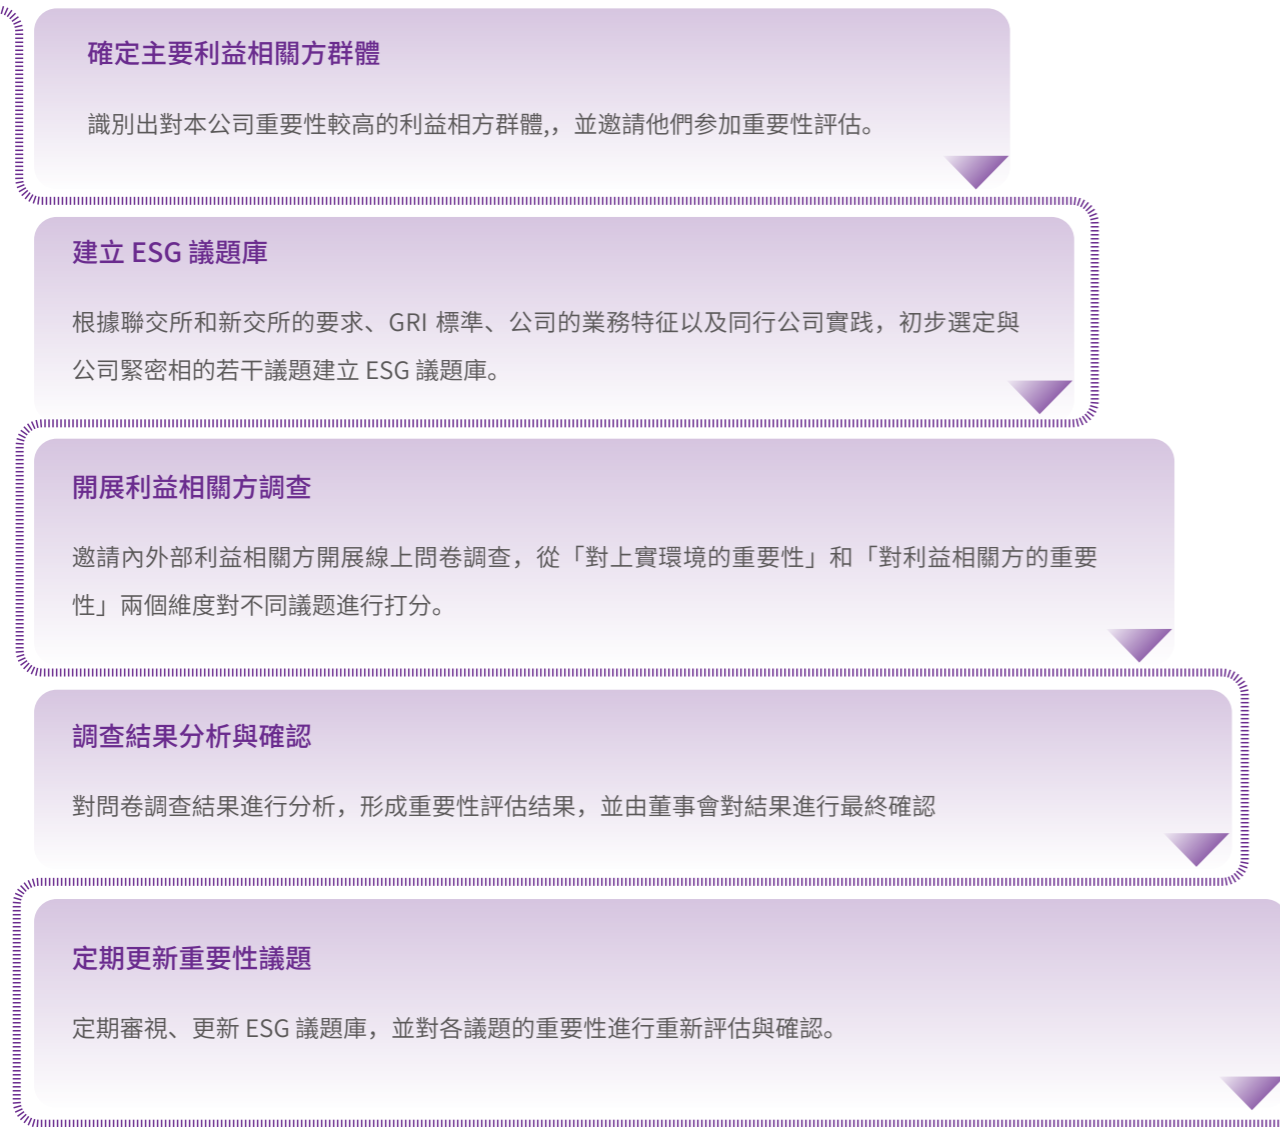 確定主要利益相關方群體
識別出對本公司重要性較高的利益相方群體,，並邀請他們参加重要性評估。
建立 ESG 議題庫
根據聯交所和新交所的要求、GRI 標準、公司的業務特征以及同行公司實践，初步選定與
公司緊密相的若干議題建立 ESG 議題庫。
開展利益相關方調查
邀請內外部利益相關方開展線上問卷調查，從「對上實環境的重要性」和「對利益相關方的重要
性」兩個維度對不同議题進行打分。
調查結果分析與確認
對問卷調查結果進行分析，形成重要性評估结果，並由董事會對結果進行最終確認
定期更新重要性議題
定期審視、更新 ESG 議題庫，並對各議題的重要性進行重新評估與確認。